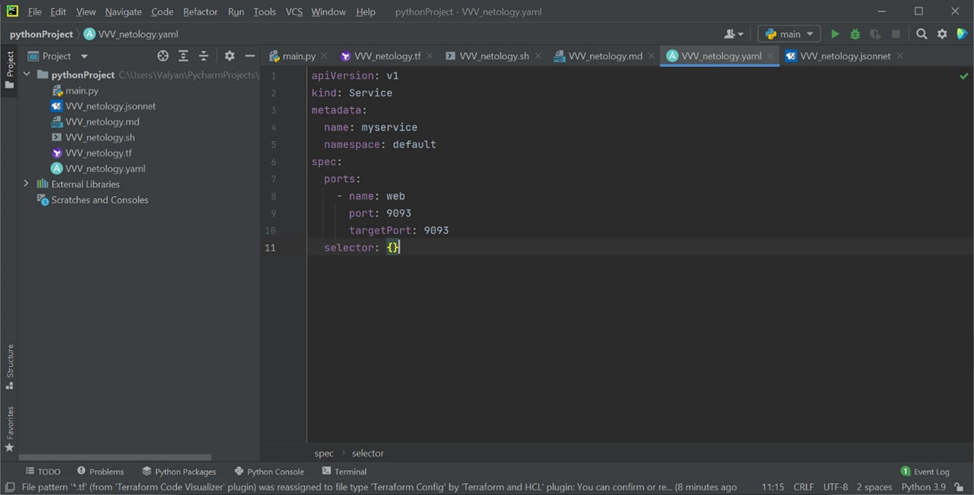 File Edit View Navigate Code Refactor Run Tools VCS Window Help pythonProject - VVV_netology.yaml
pythonProject VVV_netology.yaml main
Project main.py VVV_netology.tf VVV_netology.sh VVV_netology.md VVV_netology.yaml VVV_netology.jsonnet
Project
pythonProject C:\Users\Valyan\PycharmProjects\
main.py
VVV_netology.jsonnet
VVV_netology.md
VVV_netology.sh
VVV_netology.tf
VVV_netology.yaml
External Libraries
Scratches and Consoles
1 apiVersion: v1
2 kind: Service
3 metadata:
4 name: myservice
5 namespace: default
6 spec:
7 ports:
8 - name: web
9 port: 9093
10 targetPort: 9093
11 selector: {}
Structure
Favorites
spec selector
TODO Problems Python Packages Python Console Terminal 1 Event Log
File pattern '*.tf' (from 'Terraform Code Visualizer' plugin) was reassigned to file type 'Terraform Config' by 'Terraform and HCL' plugin: You can confirm or re... (8 minutes ago 11:15 CRLF UTF-8 2 spaces Python 3.9